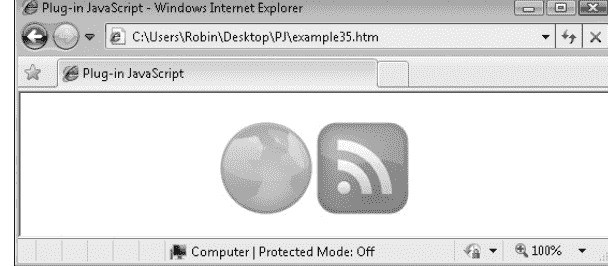 Plug-in JavaScript - Windows Internet Explorer
C:\Users\Robin\Desktop\PJ\example35.htm
Plug-in JavaScript
Computer | Protected Mode: Off
100%